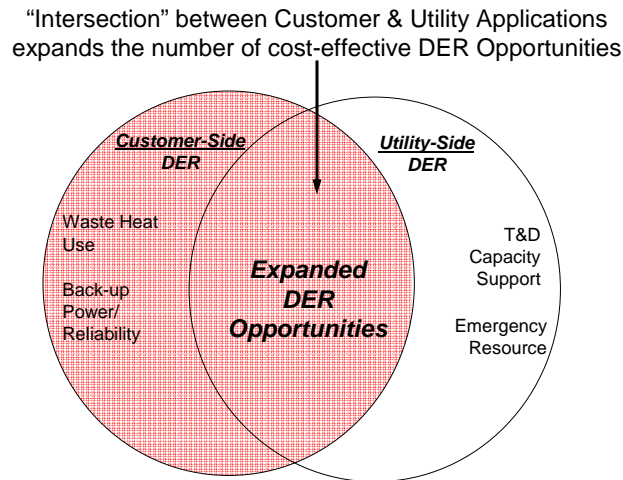 “Intersection” between Customer & Utility Applications
expands the number of cost-effective DER Opportunities
Customer-Side
DER
Utility-Side
DER
Waste Heat
Use
Back-up
Power/
Reliability
Expanded
DER
Opportunities
T&D
Capacity
Support
Emergency
Resource